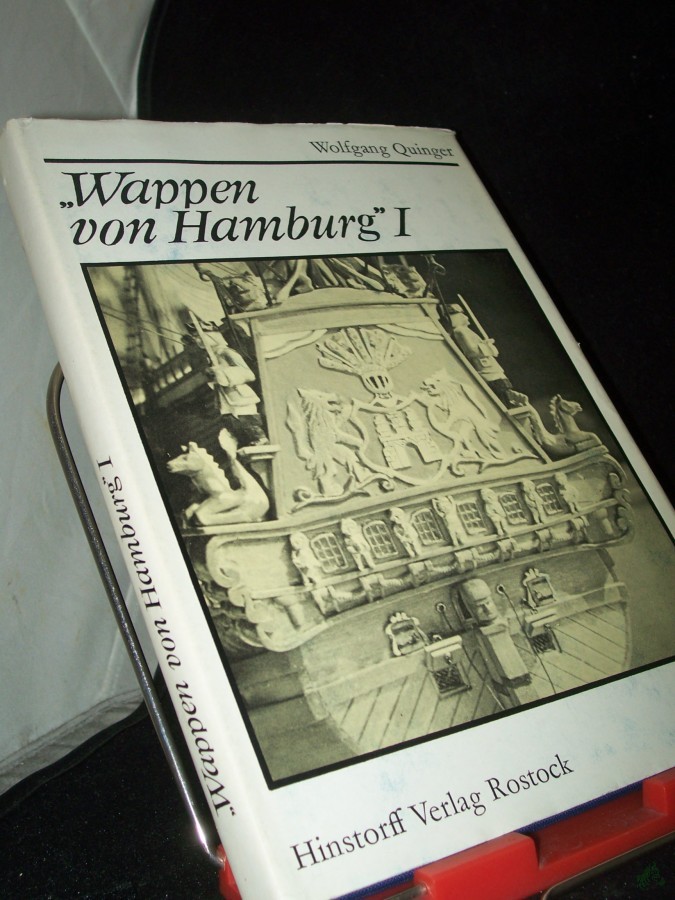 Wolfgang Quinger
„Wappen
von Hamburg" I
Hinstorff Verlag Rostock
„Wappen von Hamburg" I